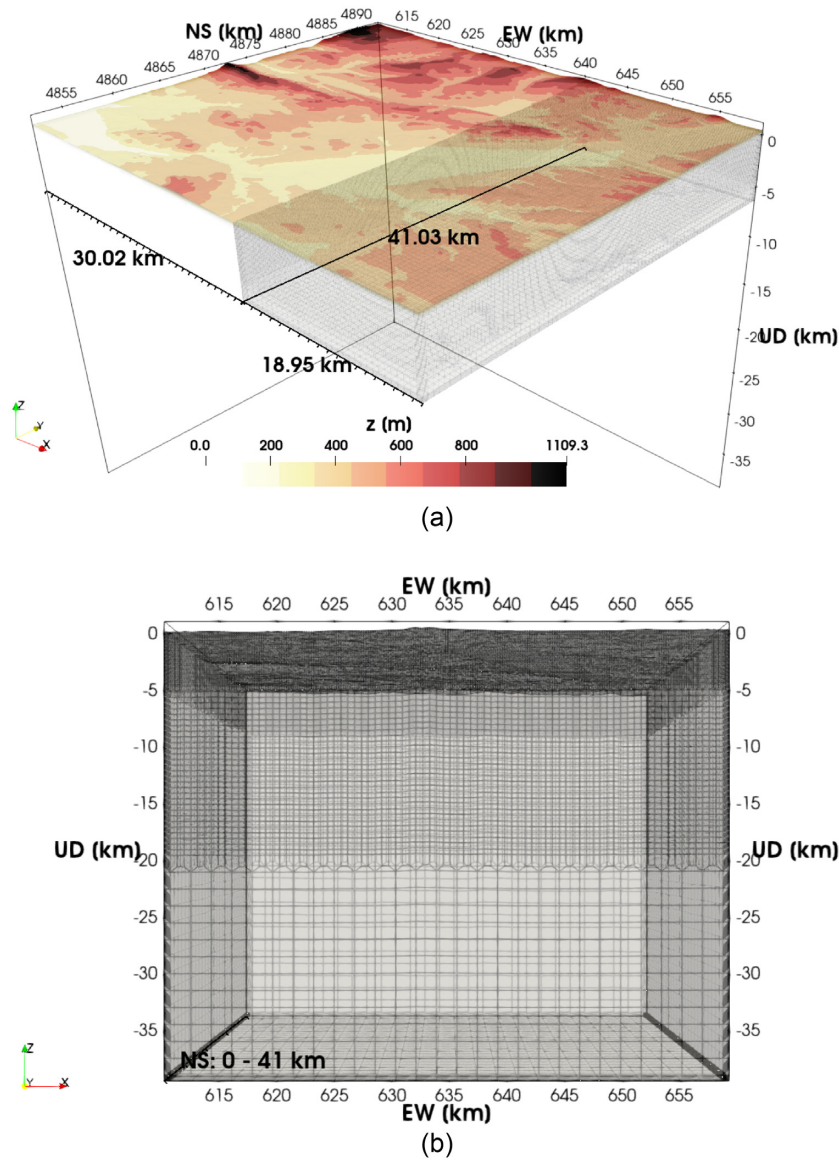 NS (km)
EW (km)
4855 4860 4865 4870 4875 4880 4885 4890
615 620 625 630 635 640 645 650 655
0
-5
-10
-15
-20
-25
-30
-35
UD (km)
41.03 km
30.02 km
18.95 km
Z
Y
X
z (m)
0.0 200 400 600 800 1109.3
(a)
EW (km)
615 620 625 630 635 640 645 650 655
0 0
-5 -5
-10 -10
-15 -15
UD (km) -20 -20 UD (km)
-25 -25
-30 -30
-35 -35
NS: 0 - 41 km
Z
Y X
615 620 625 630 635 640 645 650 655
EW (km)
(b)